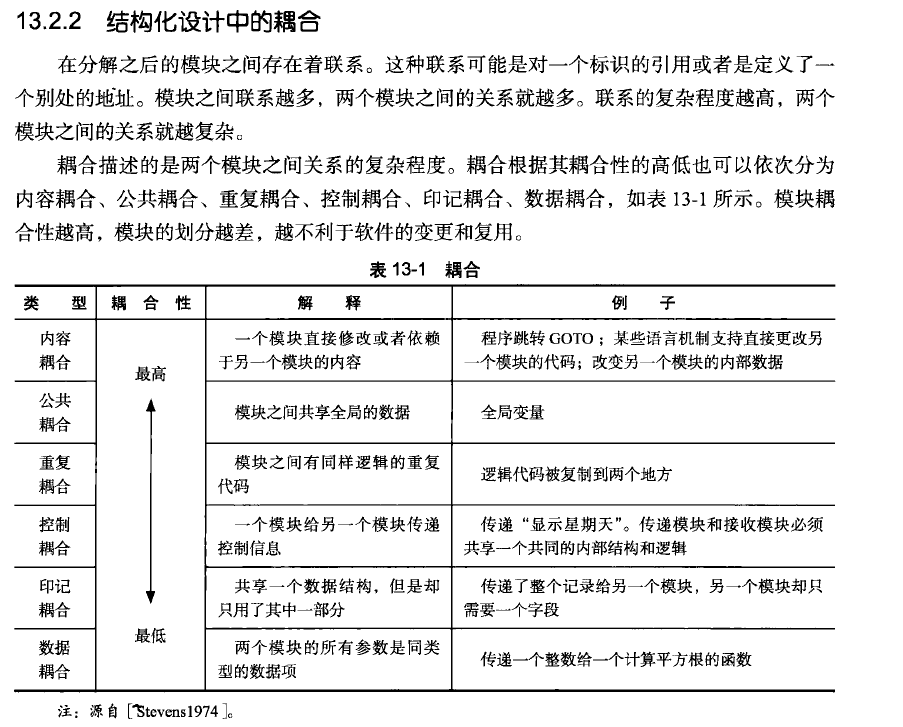 13.2.2 结构化设计中的耦合
在分解之后的模块之间存在着联系。这种联系可能是对一个标识的引用或者是定义了一
个别处的地址。模块之间联系越多，两个模块之间的关系就越多。联系的复杂程度越高，两个
模块之间的关系就越复杂。
耦合描述的是两个模块之间关系的复杂程度。耦合根据其耦合性的高低也可以依次分为
内容耦合、公共耦合、重复耦合、控制耦合、印记耦合、数据耦合，如表 13-1 所示。模块耦
合性越高，模块的划分越差，越不利于软件的变更和复用。
表 13-1 耦合
类 型 耦 合 性 解 释 例 子
内容
耦合
最高
一个模块直接修改或者依赖
于另一个模块的内容
程序跳转 GOTO；某些语言机制支持直接更改另
一个模块的代码；改变另一个模块的内部数据
公共
耦合
模块之间共享全局的数据
全局变量
重复
耦合
模块之间有同样逻辑的重复
代码
逻辑代码被复制到两个地方
控制
耦合
一个模块给另一个模块传递
控制信息
传递“显示星期天”。传递模块和接收模块必须
共享一个共同的内部结构和逻辑
印记
耦合
共享一个数据结构，但是却
只用了其中一部分
传递了整个记录给另一个模块，另一个模块却只
需要一个字段
数据
耦合
最低
两个模块的所有参数是同类
型的数据项
传递一个整数给一个计算平方根的函数
注：源自 [Stevens1974]。